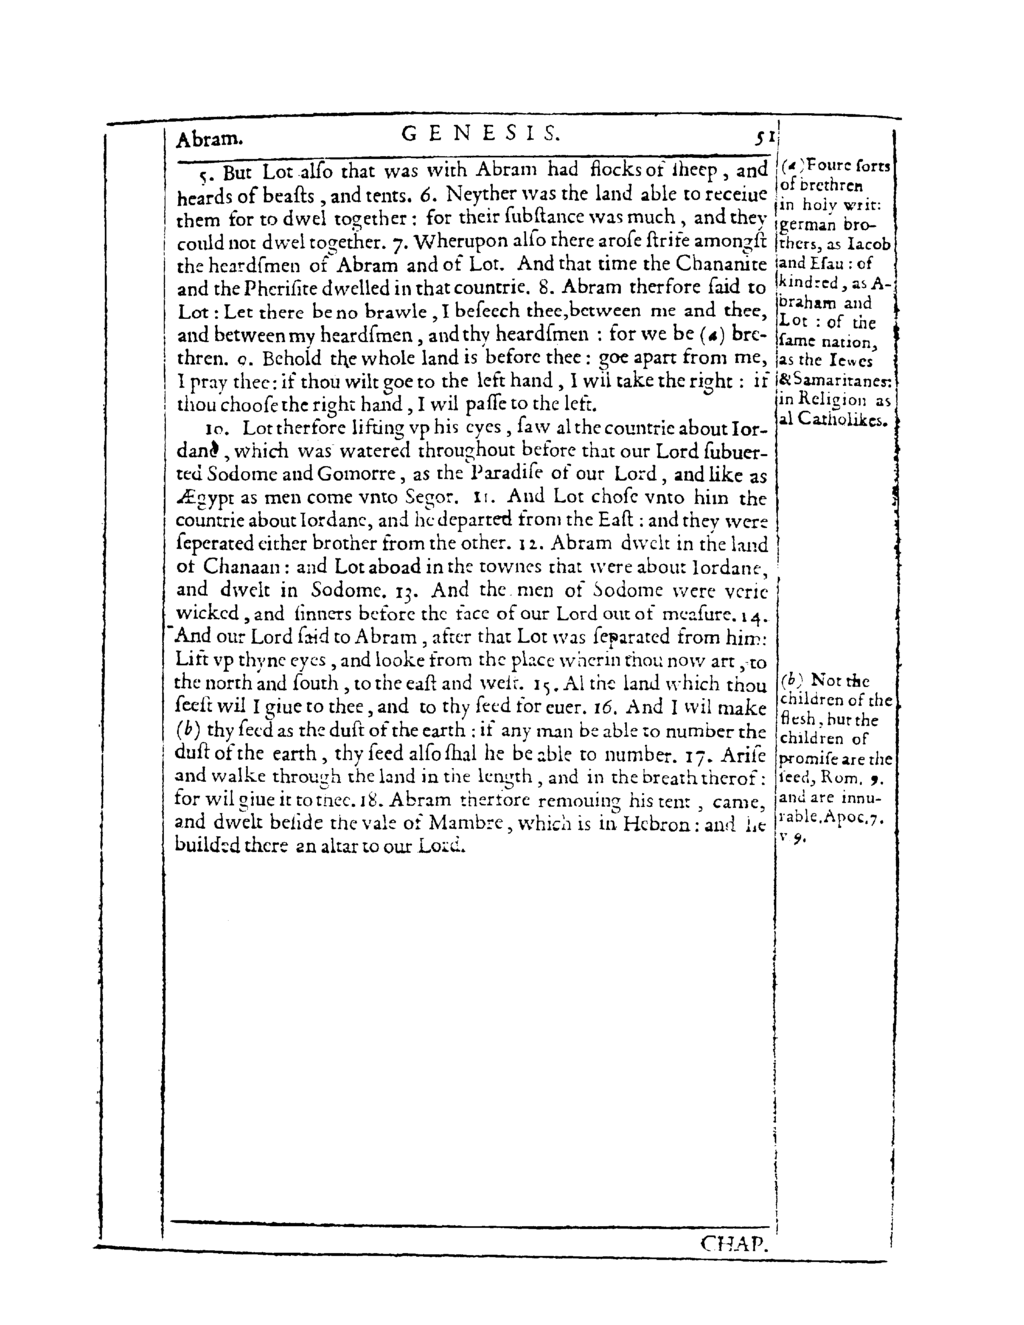 Abram. GENESIS. 51
5. But Lot alſo that was with Abram had flocks of ſheep, and
heards of beaſts, and tents. 6. Neyther was the land able to receiue
them for to dwel together: for their ſubſtance was much, and they
could not dwel together. 7. Wherupon alſo there aroſe ſtrife amongſt
the heardſmen of Abram and of Lot. And that time the Chananite
and the Pheriſite dwelled in that countrie. 8. Abram therfore ſaid to
Lot: Let there be no brawle, I beſeech thee, between me and thee,
and between my heardſmen, and thy heardſmen: for we be (a) bre-
thren. 9. Behold the whole land is before thee: goe apart from me,
I pray thee: if thou wilt goe to the left hand, I wil take the right: if
thou chooſe the right hand, I wil paſſe to the left.
10. Lot therfore lifting vp his eyes, ſaw al the countrie about Ior-
dane, which was watered throughout before that our Lord ſubuer-
ted Sodome and Gomorre, as the Paradiſe of our Lord, and like as
Ægypt as men come vnto Segor. 11. And Lot choſe vnto him the
countrie about Iordane, and he departed from the Eaſt: and they were
ſeperated either brother from the other. 12. Abram dwelt in the land
of Chanaan: and Lot aboad in the townes that were about Iordane,
and dwelt in Sodome. 13. And the men of Sodome were verie
wicked, and ſinners before the face of our Lord out of meaſure. 14.
And our Lord ſaid to Abram, after that Lot was ſeparated from him:
Lift vp thyne eyes, and looke from the place wherin thou now art, to
the north and ſouth, to the eaſt and weſt. 15. Al the land which thou
ſeeſt wil I giue to thee, and to thy ſeed for euer. 16. And I wil make
(b) thy ſeed as the duſt of the earth: if any man be able to number the
duſt of the earth, thy ſeed alſo ſhal he be able to number. 17. Ariſe
and walke through the land in the length, and in the breath therof:
for wil giue it to thee. 18. Abram therfore remouing his tent, came,
and dwelt beſide the vale of Mambre, which is in Hebron: and he
builded there an altar to our Lord.
(a) Foure ſorts
of brethren
in holy writ:
german bro-
thers, as Iacob
and Eſau: of
kindred, as A-
braham and
Lot: of the
ſame nation,
as the Iewes
& Samaritanes:
in Religion as
al Catholikes.
(b) Not the
children of the
fleſh, but the
children of
promiſe are the
ſeed, Rom. 9.
and are innu-
rable. Apoc. 7.
v 9.
CHAP.